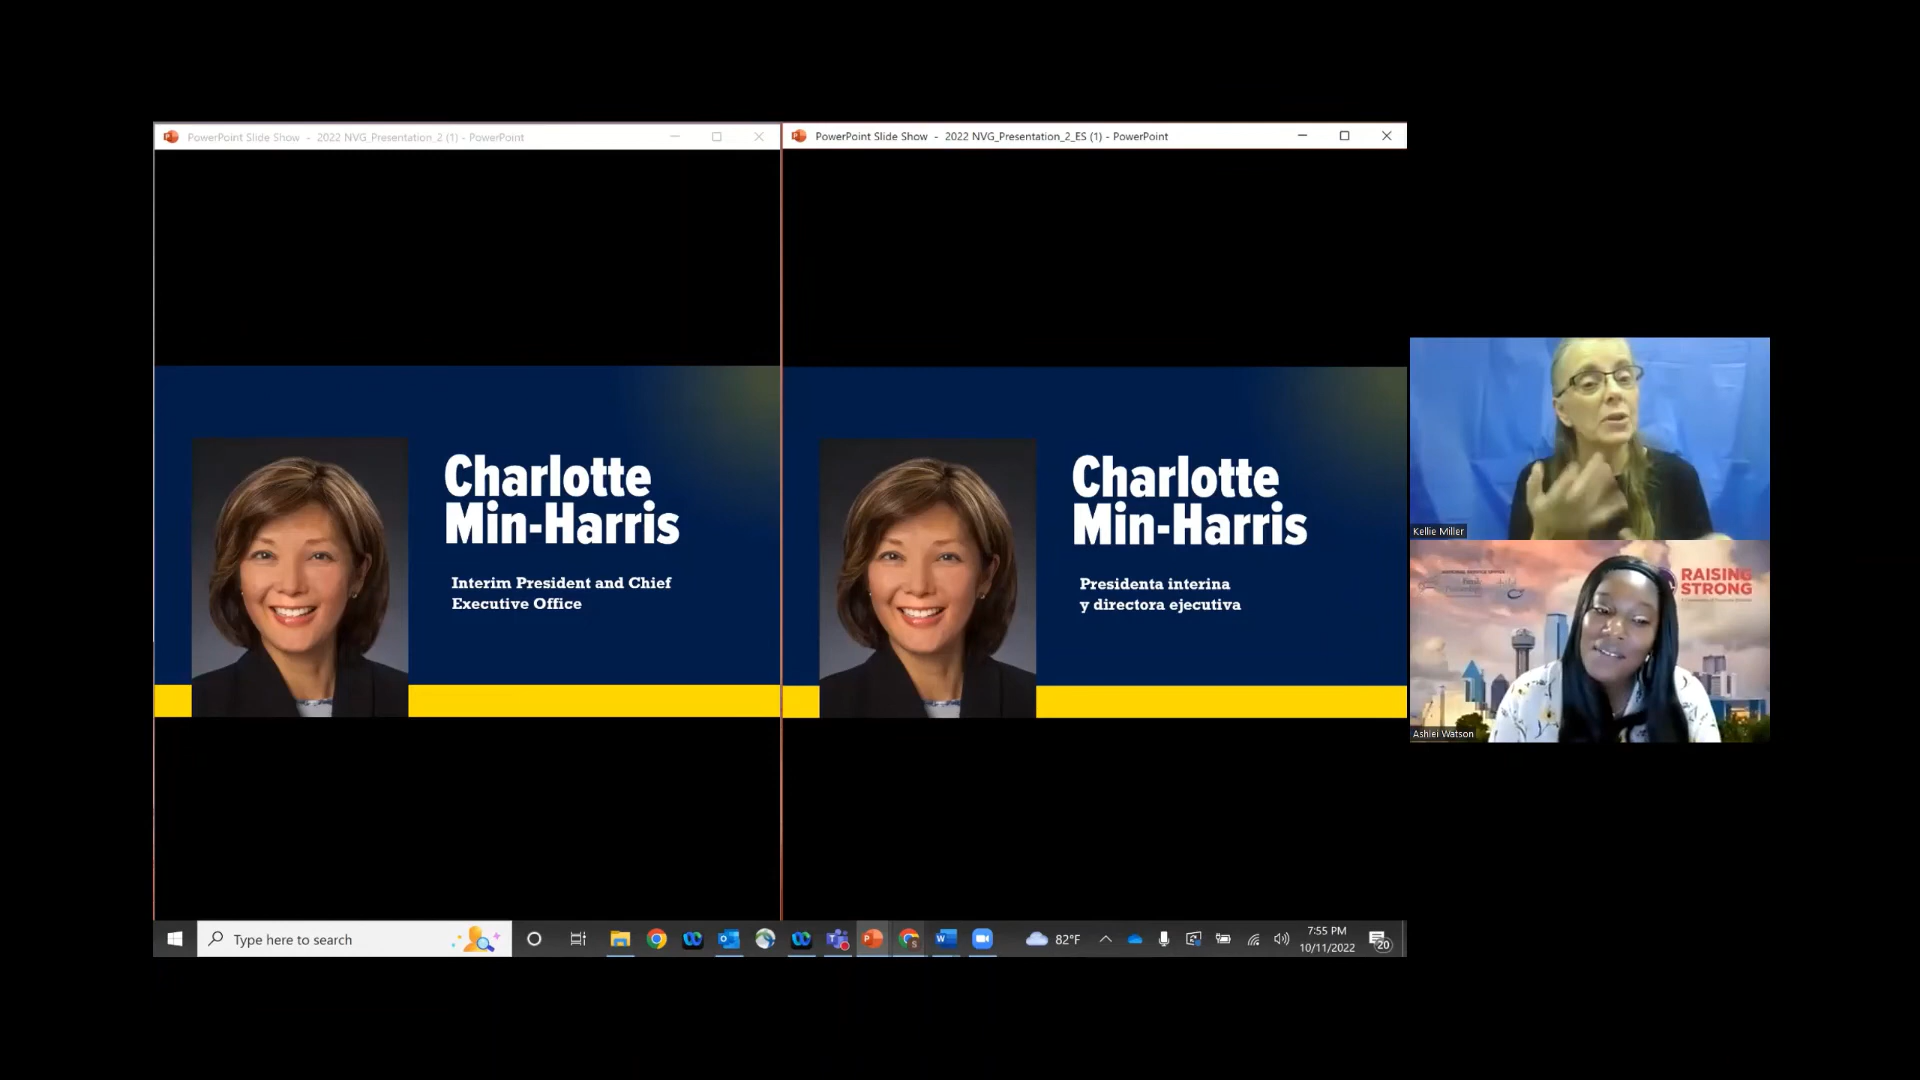 PowerPoint Slide Show - 2022 NVG_Presentation_2 (1) - PowerPoint
PowerPoint Slide Show - 2022 NVG_Presentation_2_ES (1) - PowerPoint
Charlotte
Min-Harris
Interim President and Chief
Executive Office
Charlotte
Min-Harris
Presidenta interina
y directora ejecutiva
Kellie Miller
RAISING
STRONG
Ashlei Watson
Type here to search
82°F
7:55 PM
10/11/2022
20